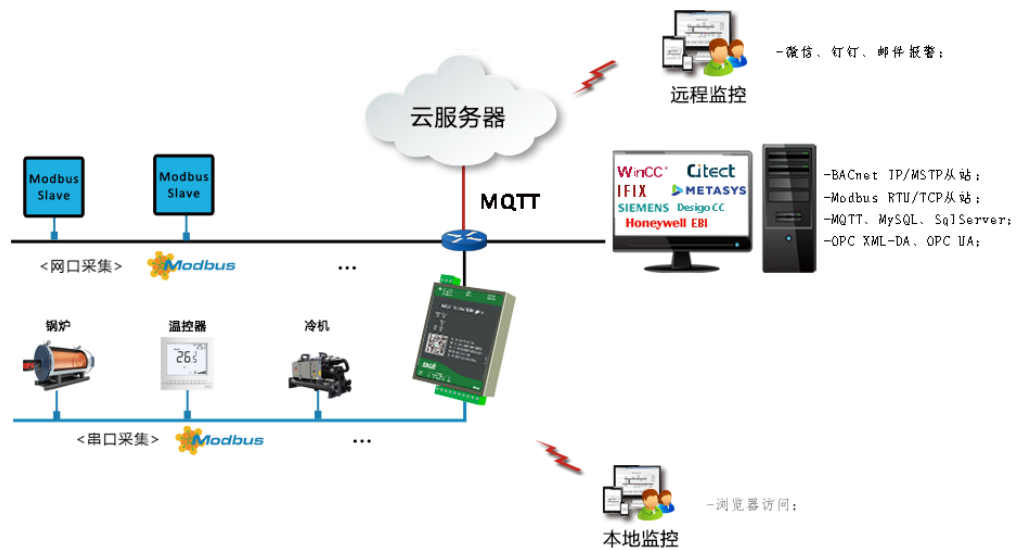 -微信、钉钉、邮件报警;
远程监控
云服务器
Modbus
Slave
Modbus
Slave
MQTT
WinCC
Citect
IFIX
METASYS
SIEMENS Desigo CC
Honeywell EBI
-BACnet IP/MSTP从站;
-Modbus RTU/TCP从站;
-MQTT、MySQL、SqlServer;
-OPC XML-DA、OPC UA;
<网口采集>
Modbus
...
锅炉
温控器
冷机
26.5
<串口采集>
Modbus
...
-浏览器访问;
本地监控